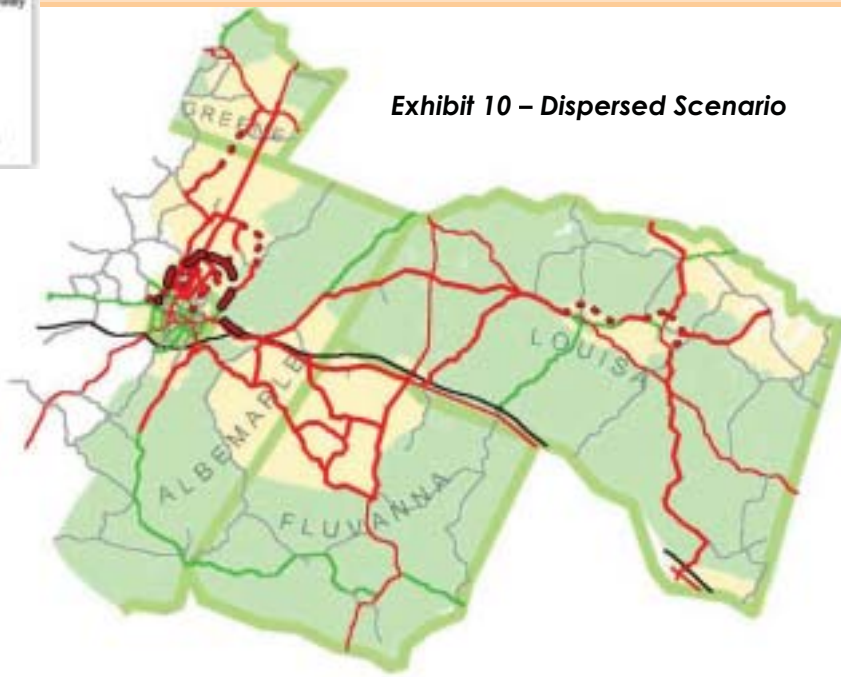 Exhibit 10 – Dispersed Scenario
GREENE
LOUISA
ALBEMARLE
FLUVANNA